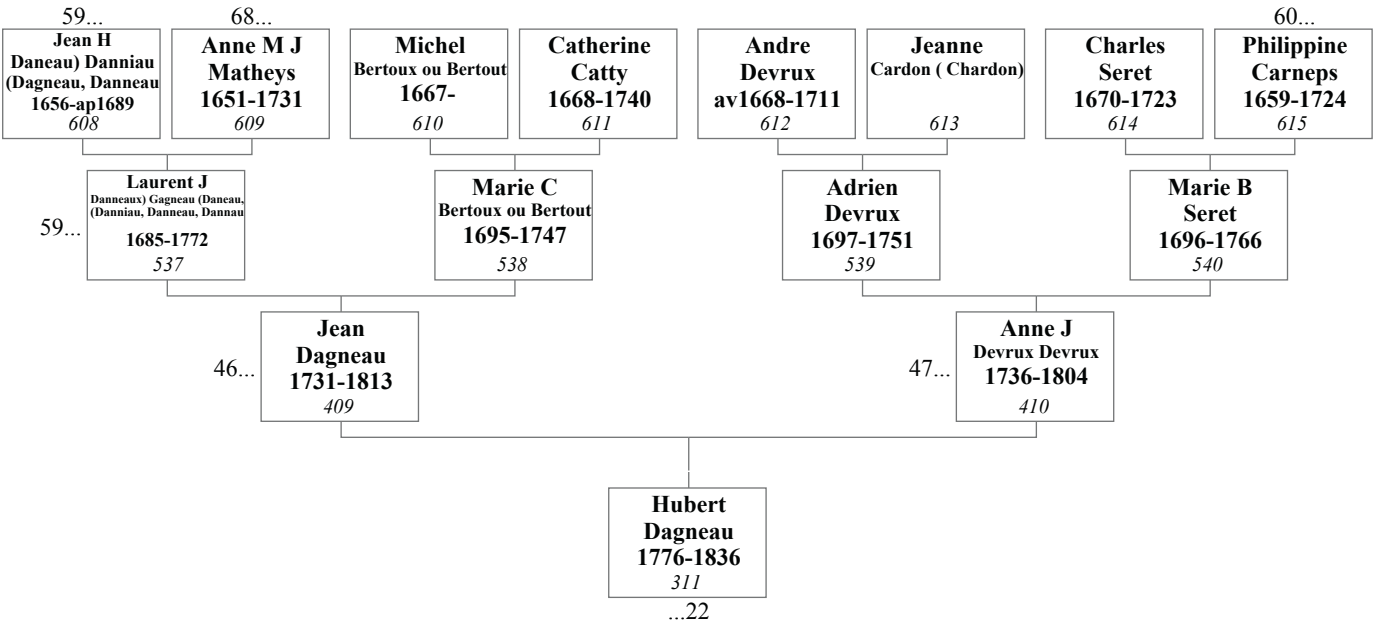 59...
68...
60...
Jean H
Daneau) Danniau
(Dagneau, Danneau
1656-ap1689
608
Anne M J
Matheys
1651-1731
609
Michel
Bertoux ou Bertout
1667-
610
Catherine
Catty
1668-1740
611
Andre
Devrux
av1668-1711
612
Jeanne
Cardon ( Chardon)
613
Charles
Seret
1670-1723
614
Philippine
Carneps
1659-1724
615
59...
Laurent J
Danneaux) Gagneau (Daneau,
(Danniau, Danneau, Dannau
1685-1772
537
Marie C
Bertoux ou Bertout
1695-1747
538
Adrien
Devrux
1697-1751
539
Marie B
Seret
1696-1766
540
46...
Jean
Dagneau
1731-1813
409
47...
Anne J
Devrux Devrux
1736-1804
410
Hubert
Dagneau
1776-1836
311
...22